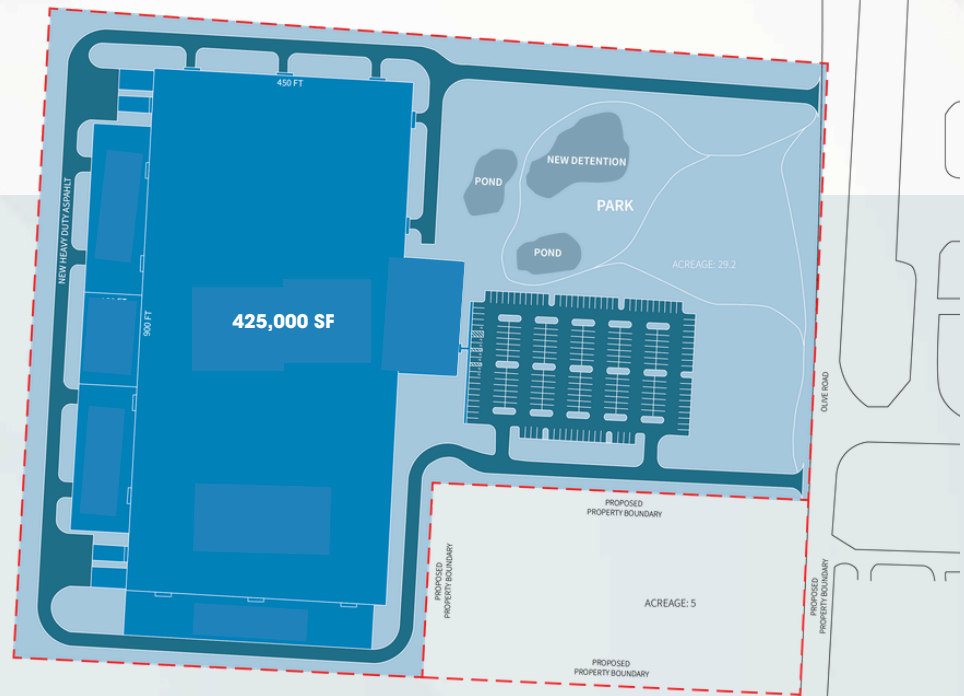 450 FT
NEW DETENTION
POND
PARK
NEW HEAVY DUTY ASPAHLT
POND
ACREAGE: 29.2
425,000 SF
900 FT
OLIVE ROAD
PROPOSED
PROPERTY BOUNDARY
PROPOSED
PROPERTY BOUNDARY
PROPOSED
PROPERTY BOUNDARY
ACREAGE: 5
PROPOSED
PROPERTY BOUNDARY